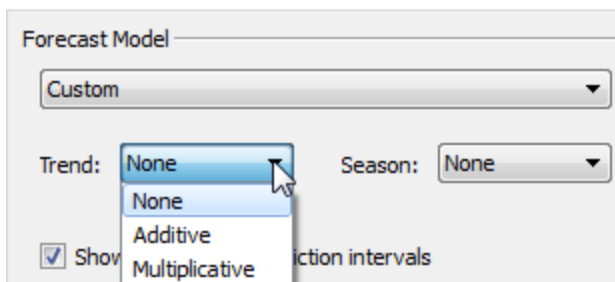 Forecast Model
Custom
Trend: None Season: None
None
Additive
Show iction intervals
Multiplicative